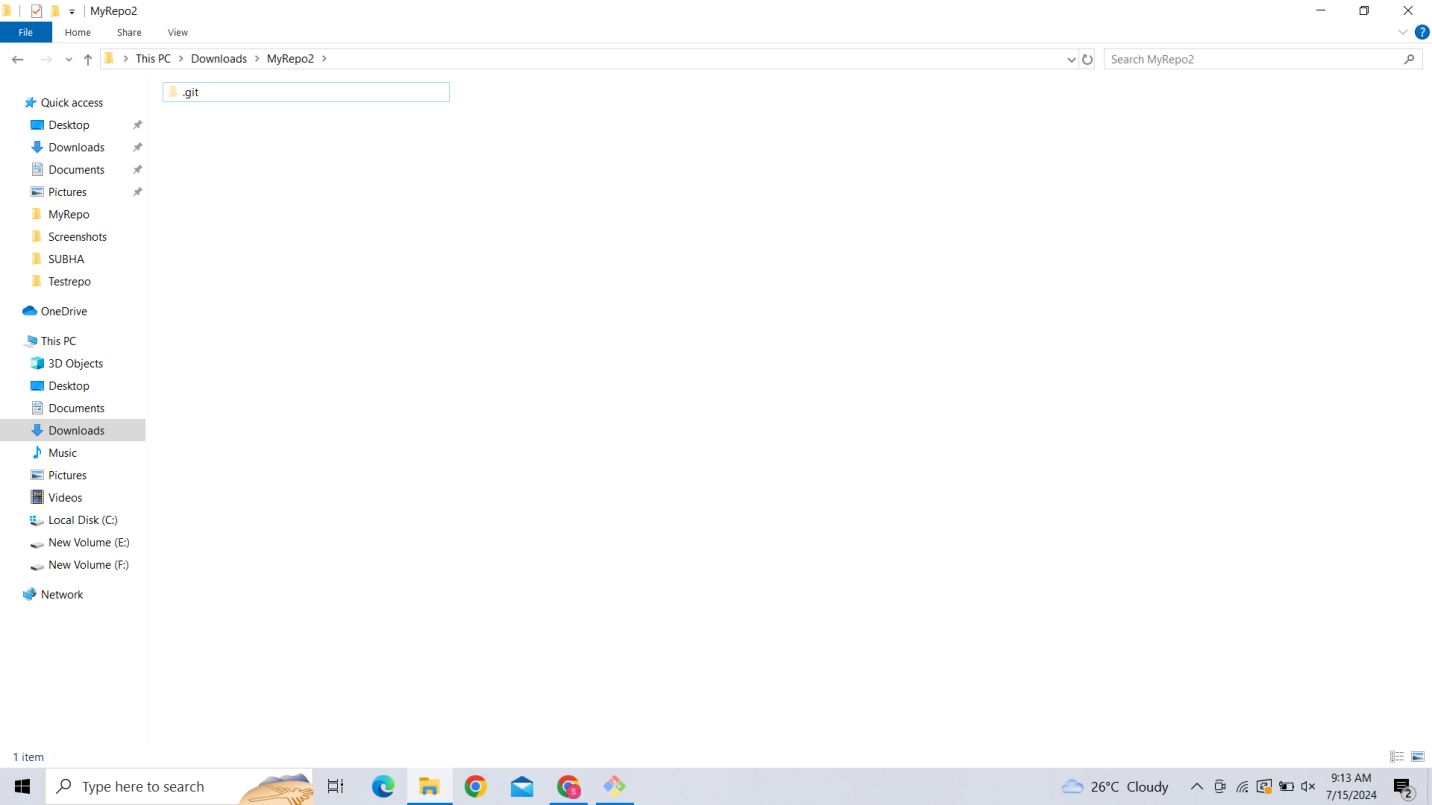 MyRepo2
File Home Share View
This PC Downloads MyRepo2
Search MyRepo2
.git
Quick access
Desktop
Downloads
Documents
Pictures
MyRepo
Screenshots
SUBHA
Testrepo
OneDrive
This PC
3D Objects
Desktop
Documents
Downloads
Music
Pictures
Videos
Local Disk (C:)
New Volume (E:)
New Volume (F:)
Network
1 item
Type here to search
26°C Cloudy
9:13 AM
7/15/2024
2